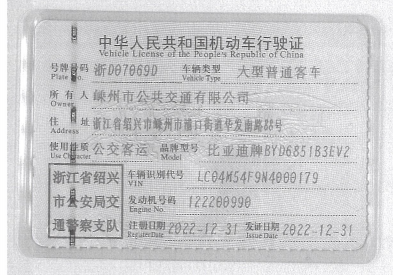 中华人民共和国机动车行驶证
Vehicle License of the People's Republic of China
号牌号码 浙D07069D 车辆类型 大型普通客车
Plate No. Vehicle Type
所有人 嵊州市公共交通有限公司
Owner
住址 浙江省绍兴市嵊州市浦口街道华发南路88号
Address
使用性质 公交客运 品牌型号 比亚迪牌BYD6851B3EV2
Use Character Model
浙江省绍兴 车辆识别代号 LC04M54F9N4000179
VIN
市公安局交 发动机号码 122200990
Engine No.
通警察支队 注册日期 2022-12-31 发证日期 2022-12-31
Register Date Issue Date